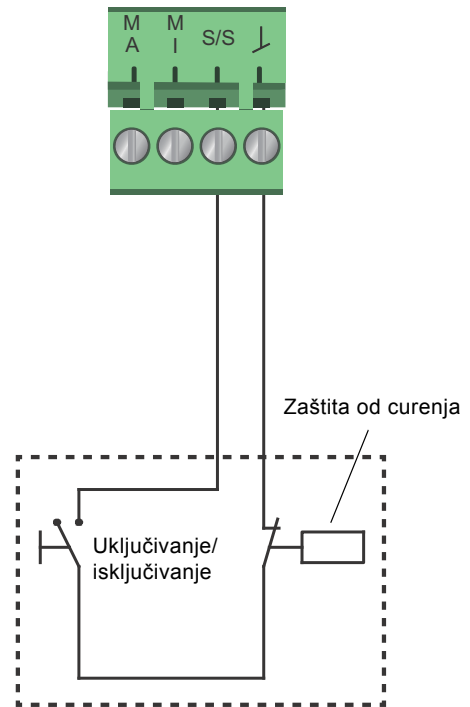 M M
A I S/S
Zaštita od curenja
Uključivanje/
isključivanje